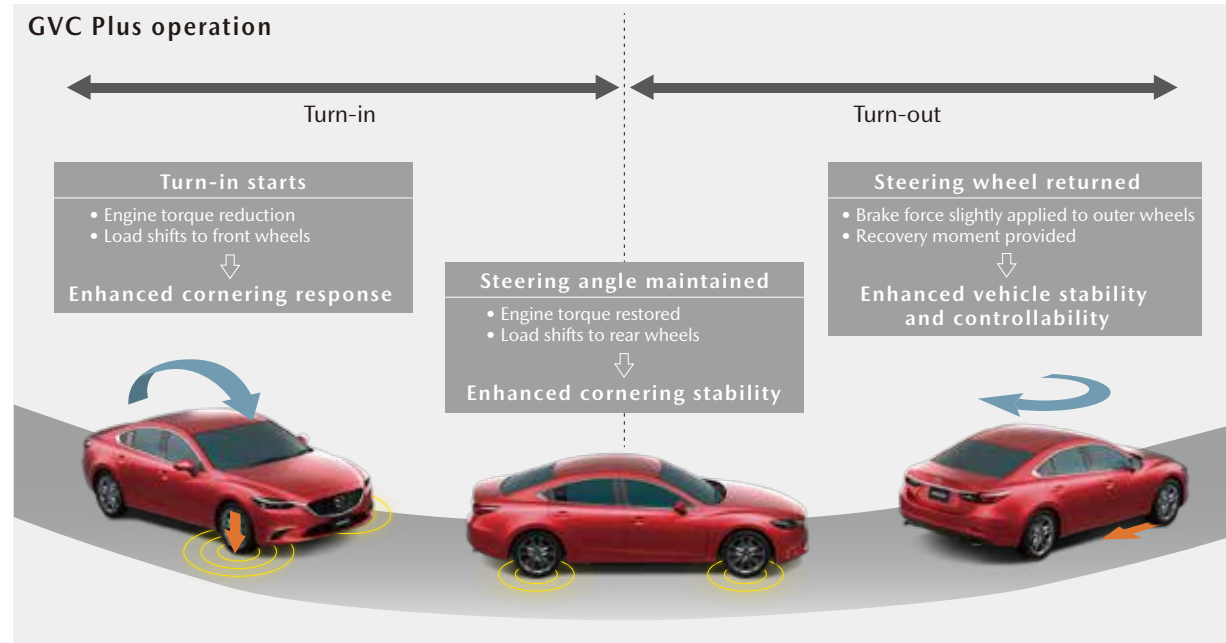 GVC Plus operation
Turn-in
Turn-out
Turn-in starts
• Engine torque reduction
• Load shifts to front wheels
Enhanced cornering response
Steering angle maintained
• Engine torque restored
• Load shifts to rear wheels
Enhanced cornering stability
Steering wheel returned
• Brake force slightly applied to outer wheels
• Recovery moment provided
Enhanced vehicle stability
and controllability